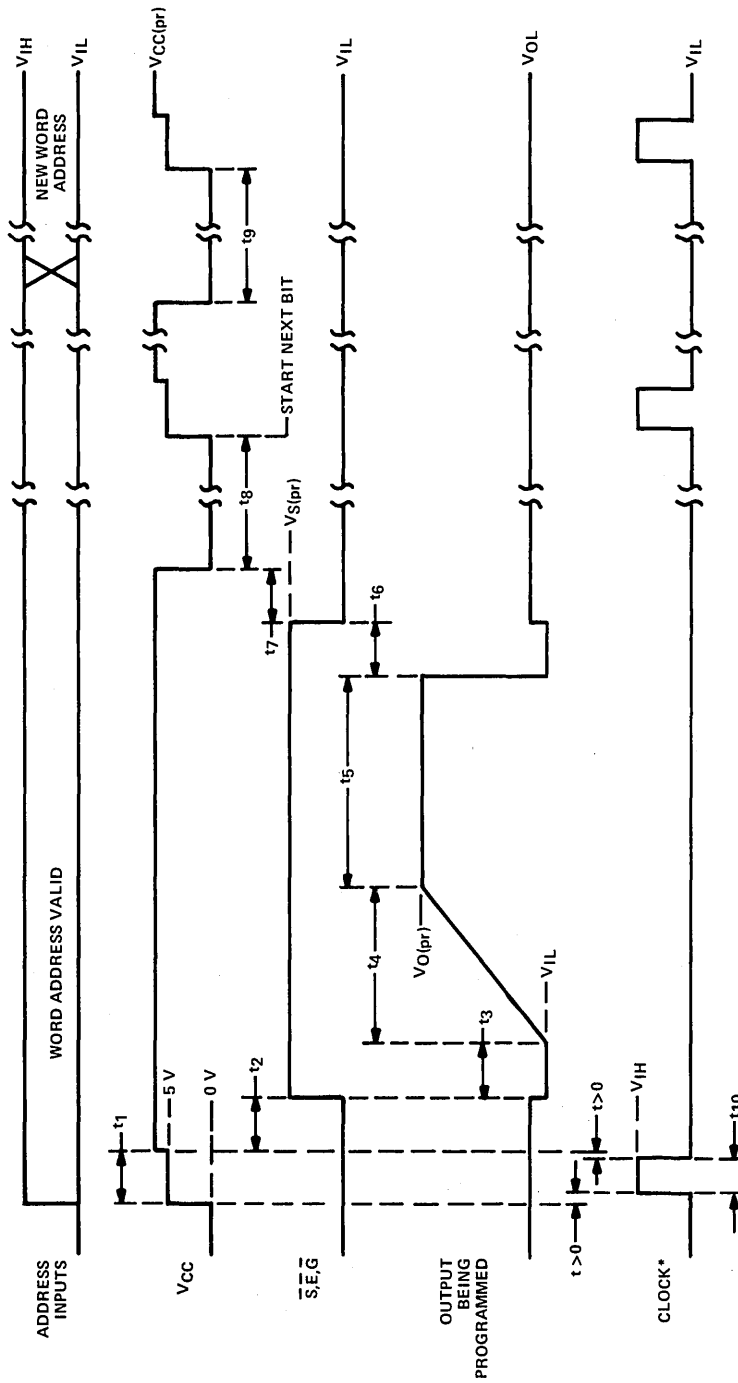 ADDRESS
INPUTS
WORD ADDRESS VALID
NEW WORD
ADDRESS
VIH
VIL
VCC
t1
5 V
0 V
t8
t9
START NEXT BIT
VCC(pr)
S̅,E̅,G̅
t2
VS(pr)
t7
VIL
OUTPUT
BEING
PROGRAMMED
t3
t4
t5
t6
VO(pr)
VIL
VOL
CLOCK*
t>0
t>0
VIH
t10
VIL